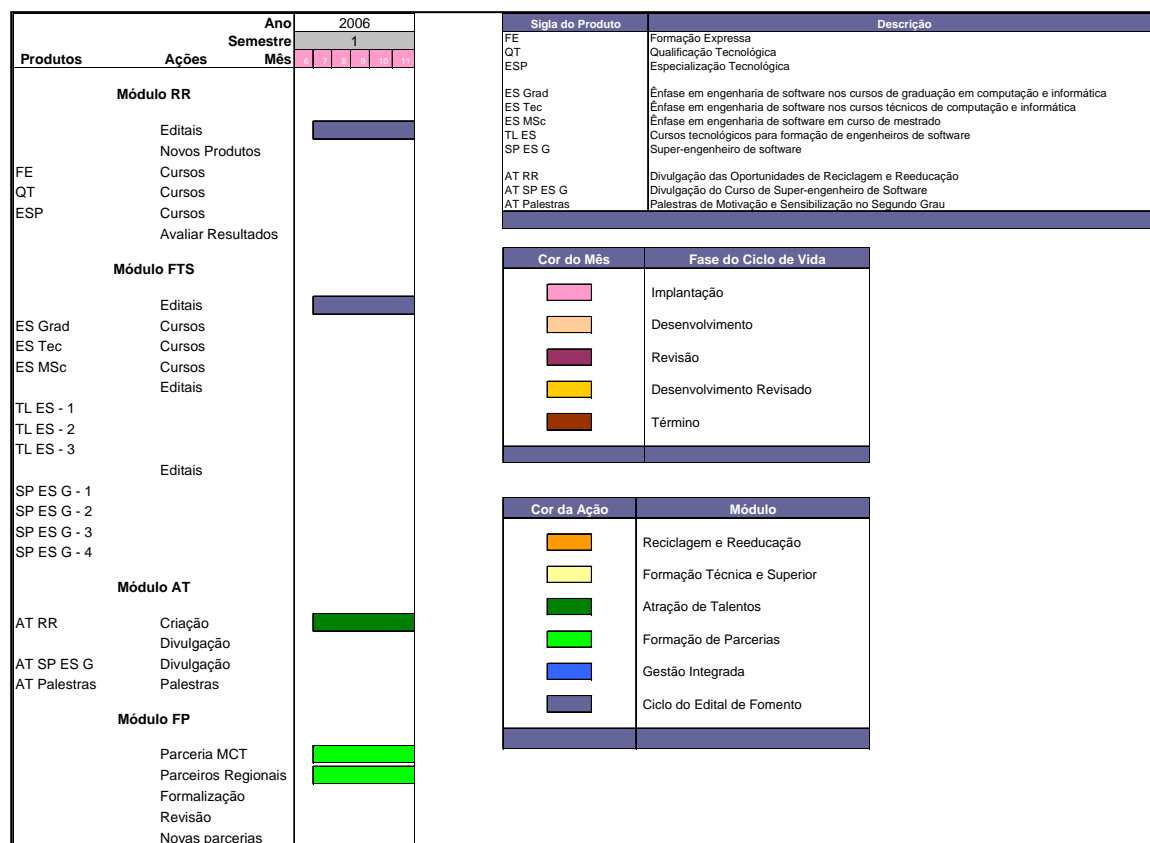 Ano 2006
Semestre 1
Produtos Ações Mês 6 7 8 9 10 11
Módulo RR
Editais
Novos Produtos
FE Cursos
QT Cursos
ESP Cursos
Avaliar Resultados
Módulo FTS
Editais
ES Grad Cursos
ES Tec Cursos
ES MSc Cursos
Editais
TL ES - 1
TL ES - 2
TL ES - 3
Editais
SP ES G - 1
SP ES G - 2
SP ES G - 3
SP ES G - 4
Módulo AT
AT RR Criação
Divulgação
AT SP ES G Divulgação
AT Palestras Palestras
Módulo FP
Parceria MCT
Parceiros Regionais
Formalização
Revisão
Novas parcerias
Sigla do Produto Descrição
FE Formação Expressa
QT Qualificação Tecnológica
ESP Especialização Tecnológica
ES Grad Ênfase em engenharia de software nos cursos de graduação em computação e informática
ES Tec Ênfase em engenharia de software nos cursos técnicos de computação e informática
ES MSc Ênfase em engenharia de software em curso de mestrado
TL ES Cursos tecnológicos para formação de engenheiros de software
SP ES G Super-engenheiro de software
AT RR Divulgação das Oportunidades de Reciclagem e Reeducação
AT SP ES G Divulgação do Curso de Super-engenheiro de Software
AT Palestras Palestras de Motivação e Sensibilização no Segundo Grau
Cor do Mês Fase do Ciclo de Vida
Implantação
Desenvolvimento
Revisão
Desenvolvimento Revisado
Término
Cor da Ação Módulo
Reciclagem e Reeducação
Formação Técnica e Superior
Atração de Talentos
Formação de Parcerias
Gestão Integrada
Ciclo do Edital de Fomento